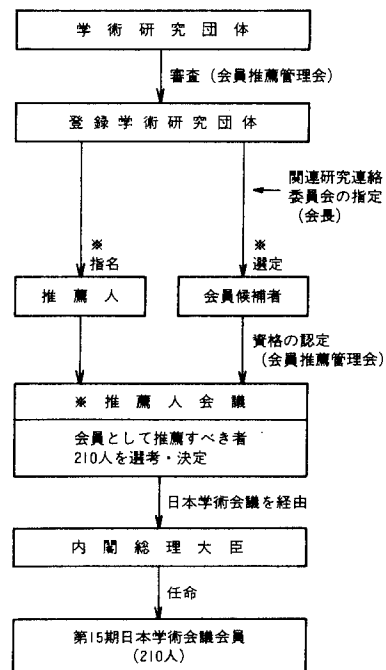 学術研究団体
審査（会員推薦管理会）
登録学術研究団体
関連研究連絡
委員会の指定
（会長）
※
指名
※
選定
推薦人
会員候補者
資格の認定
（会員推薦管理会）
※推薦人会議
会員として推薦すべき者
210人を選考・決定
日本学術会議を経由
内閣総理大臣
任命
第15期日本学術会議会員
（210人）